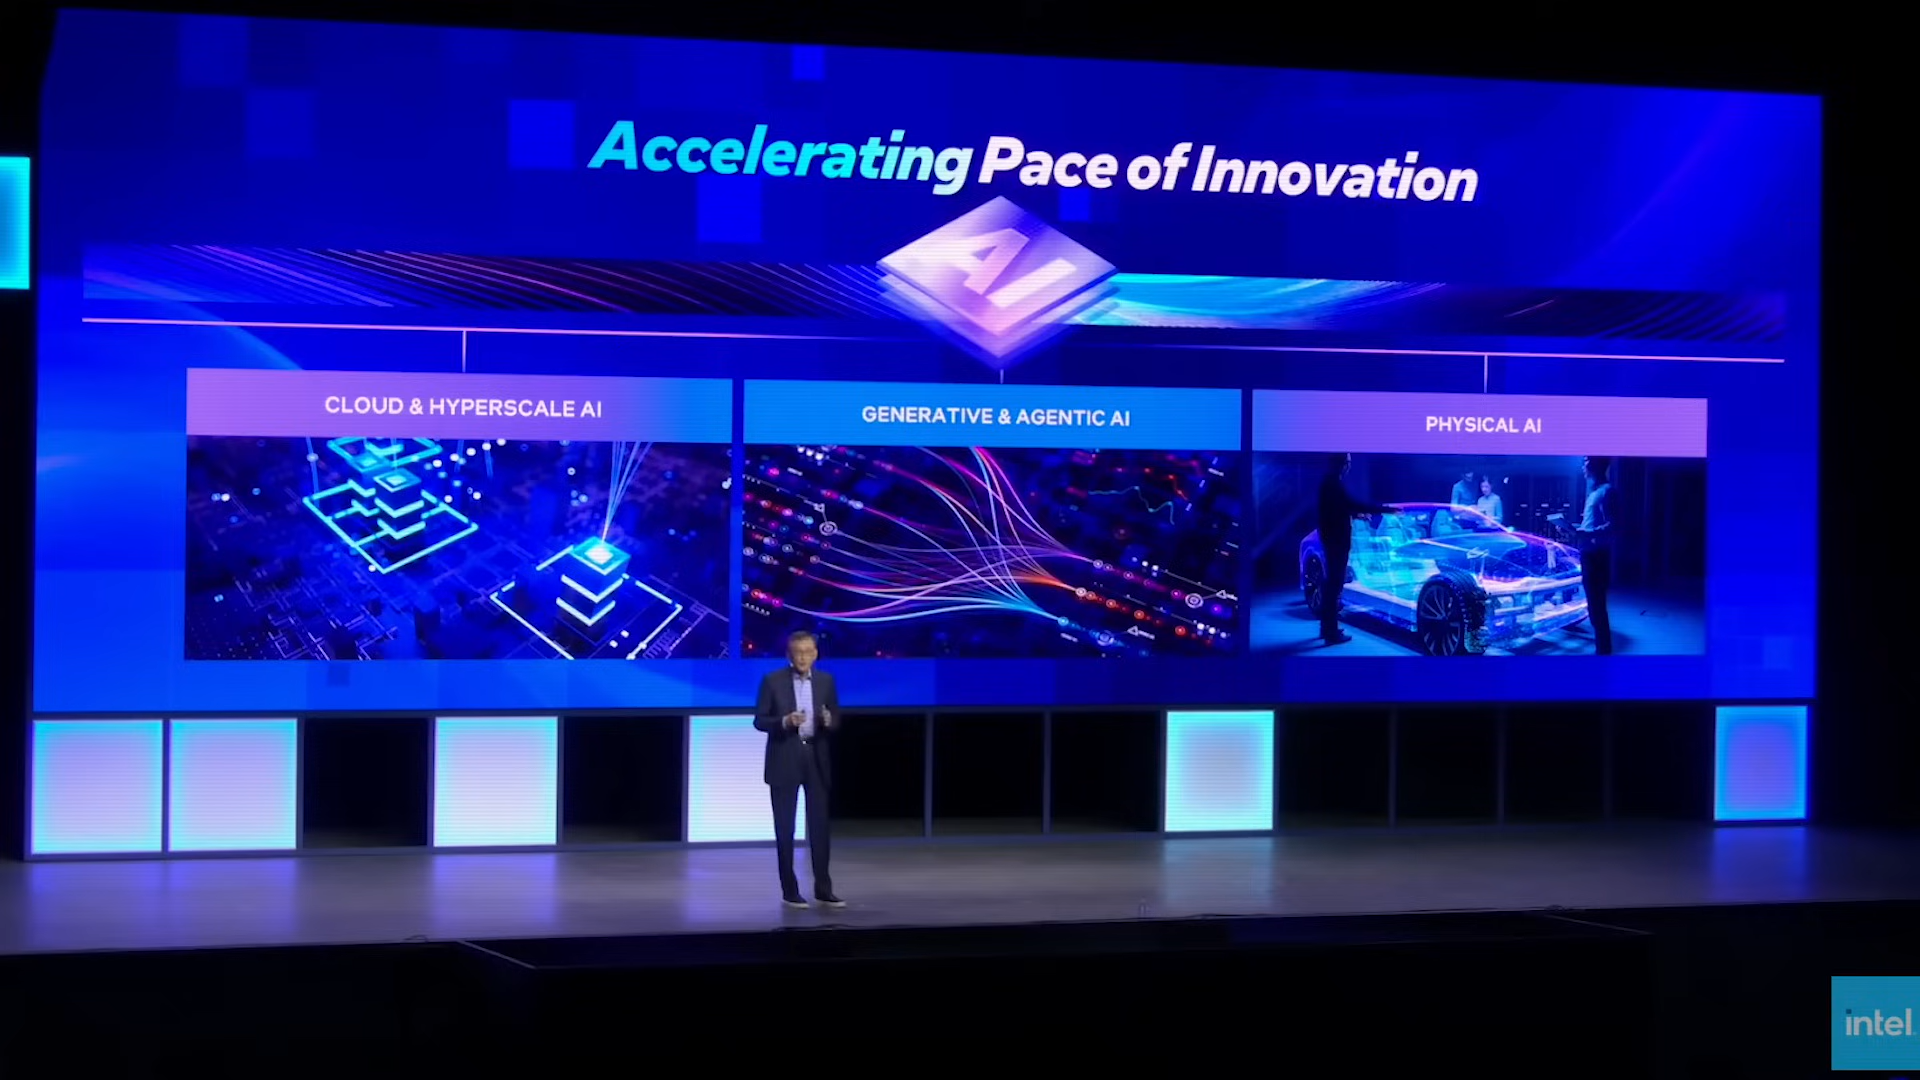 Accelerating Pace of Innovation
AI
CLOUD & HYPERSCALE AI
GENERATIVE & AGENTIC AI
PHYSICAL AI
intel